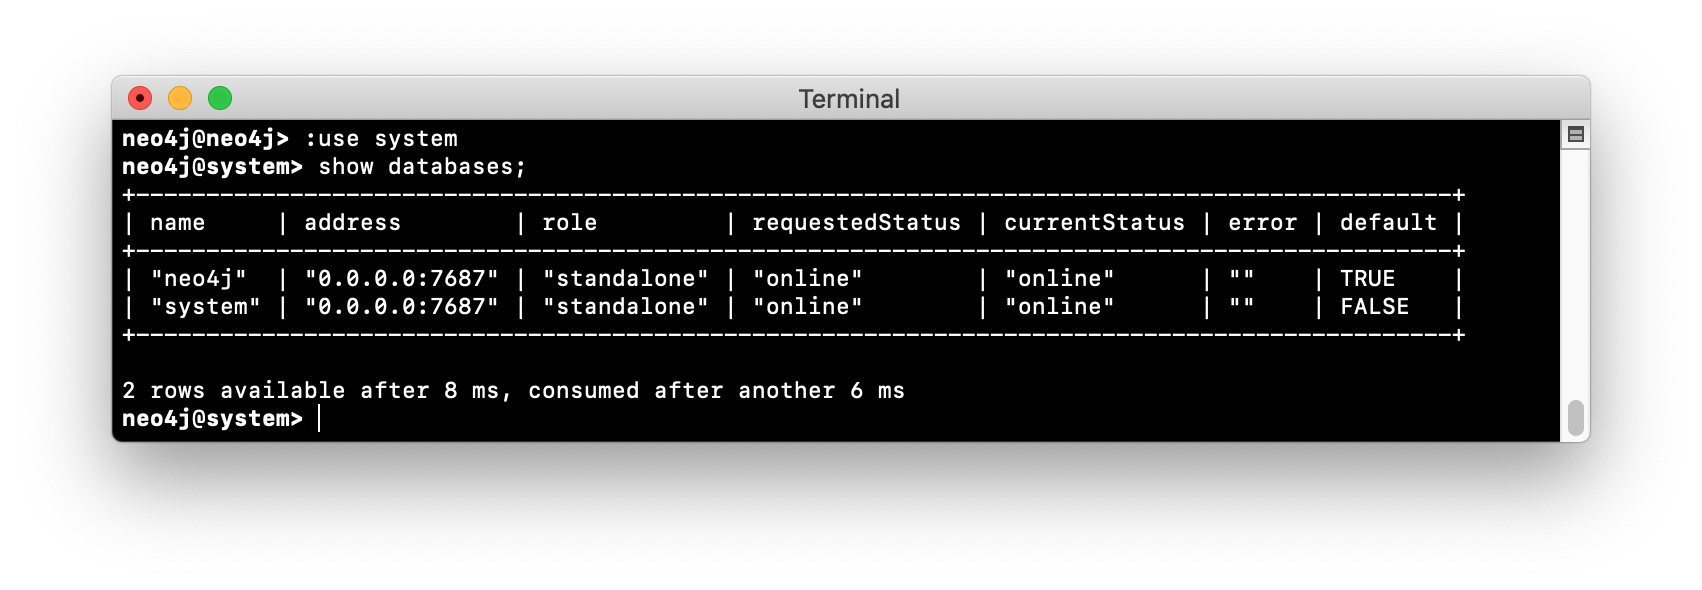 Terminal
neo4j@neo4j> :use system
neo4j@system> show databases;
+----------------------------------------------------------------------------------------------+
| name     | address        | role         | requestedStatus | currentStatus | error | default |
+----------------------------------------------------------------------------------------------+
| "neo4j"  | "0.0.0.0:7687" | "standalone" | "online"        | "online"      | ""    | TRUE    |
| "system" | "0.0.0.0:7687" | "standalone" | "online"        | "online"      | ""    | FALSE   |
+----------------------------------------------------------------------------------------------+
2 rows available after 8 ms, consumed after another 6 ms
neo4j@system>